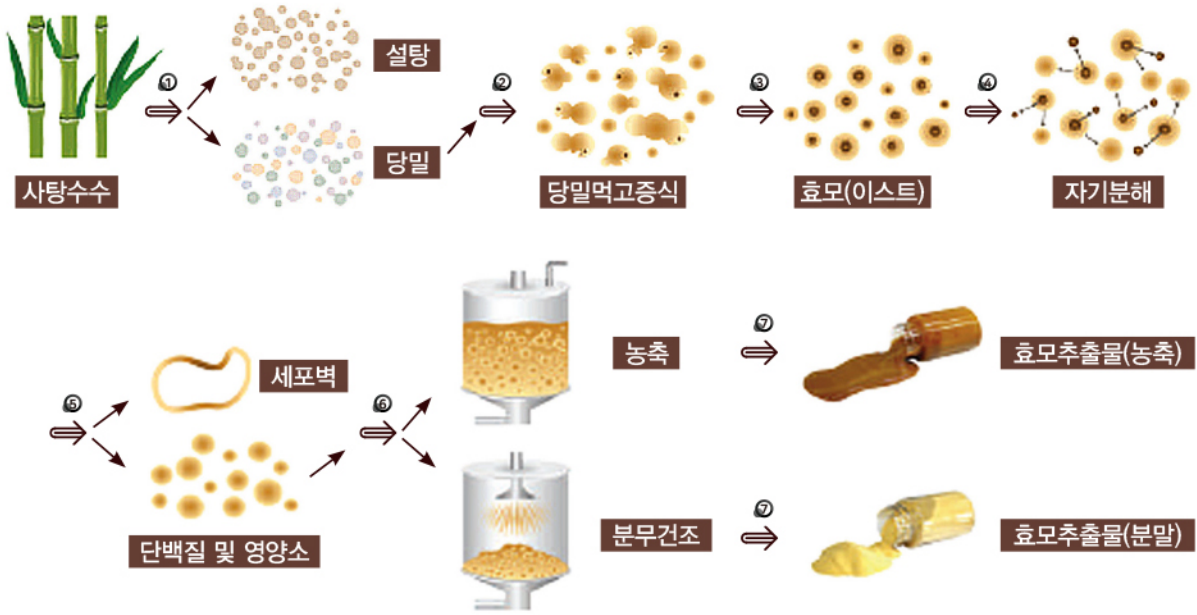 ①
설탕
당밀
사탕수수
②
당밀먹고증식
③
효모(이스트)
④
자기분해
⑤
세포벽
단백질 및 영양소
⑥
농축
⑦
효모추출물(농축)
분무건조
⑦
효모추출물(분말)